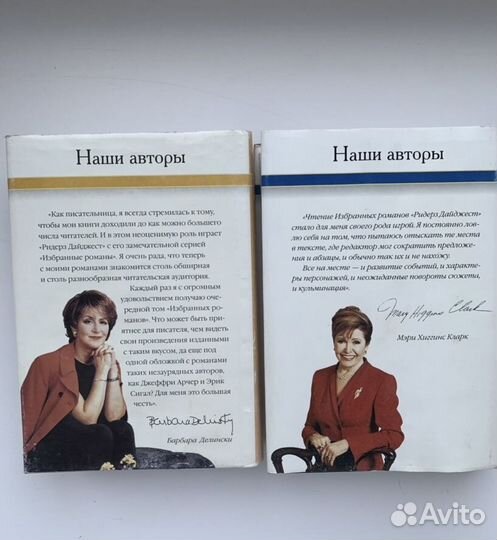 Наши авторы
«Как писательница, я всегда стремилась к тому,
чтобы мои книги доходили до как можно большего
числа читателей. И в этом неоценимую роль играет
«Ридерз Дайджест» с его замечательной серией
«Избранные романы». Я очень рада, что теперь
с моими романами знакомится столь обширная
и столь разнообразная читательская аудитория.
Каждый раз я с огромным
удовольствием получаю очере-
дной том «Избранных ро-
манов». Что может быть при-
ятнее для писателя, чем видеть
свои произведения изданными
с таким вкусом, да еще под
одной обложкой с романами
таких незаурядных авторов,
как Джеффри Арчер и Эрик
Сигал? Для меня это большая
честь».
Barbara Delinsky
Барбара Делински
Наши авторы
«Чтение Избранных романов «Ридерз Дайджест»
стало для меня своего рода игрой. Я постоянно лов-
лю себя на том, что пытаюсь отыскать те места
в тексте, где редактор мог сократить предложе-
ния и абзацы, и обычно так их и не нахожу.
Все на месте — и развитие событий, и характе-
ры персонажей, и неожиданные повороты сюжета,
и кульминация».
Mary Higgins Clark
Мэри Хиггинс Кларк
Avito